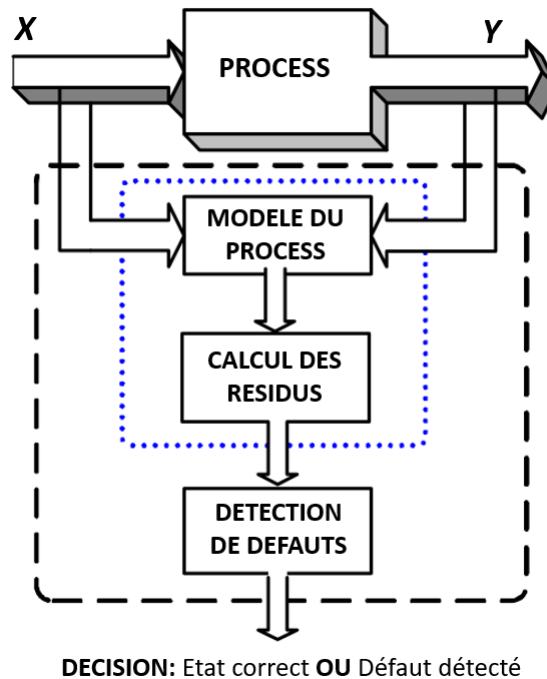 X
Y
PROCESS
MODELE DU
PROCESS
CALCUL DES
RESIDUS
DETECTION
DE DEFAUTS
DECISION: Etat correct OU Défaut détecté